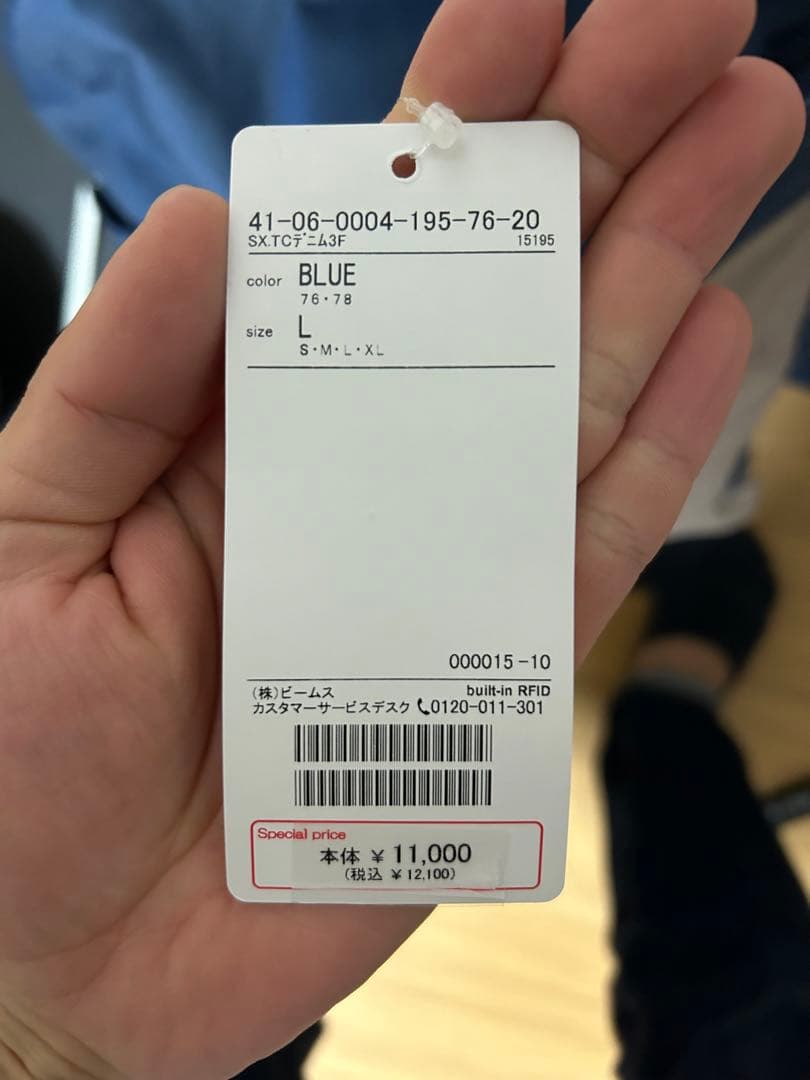 41-06-0004-195-76-20
SX.TCデニム3F 15195
color BLUE
76・78
size L
S・M・L・XL
000015-10
(株)ビームス built-in RFID
カスタマーサービスデスク 0120-011-301
Special price
本体 ¥11,000
(税込 ¥12,100)